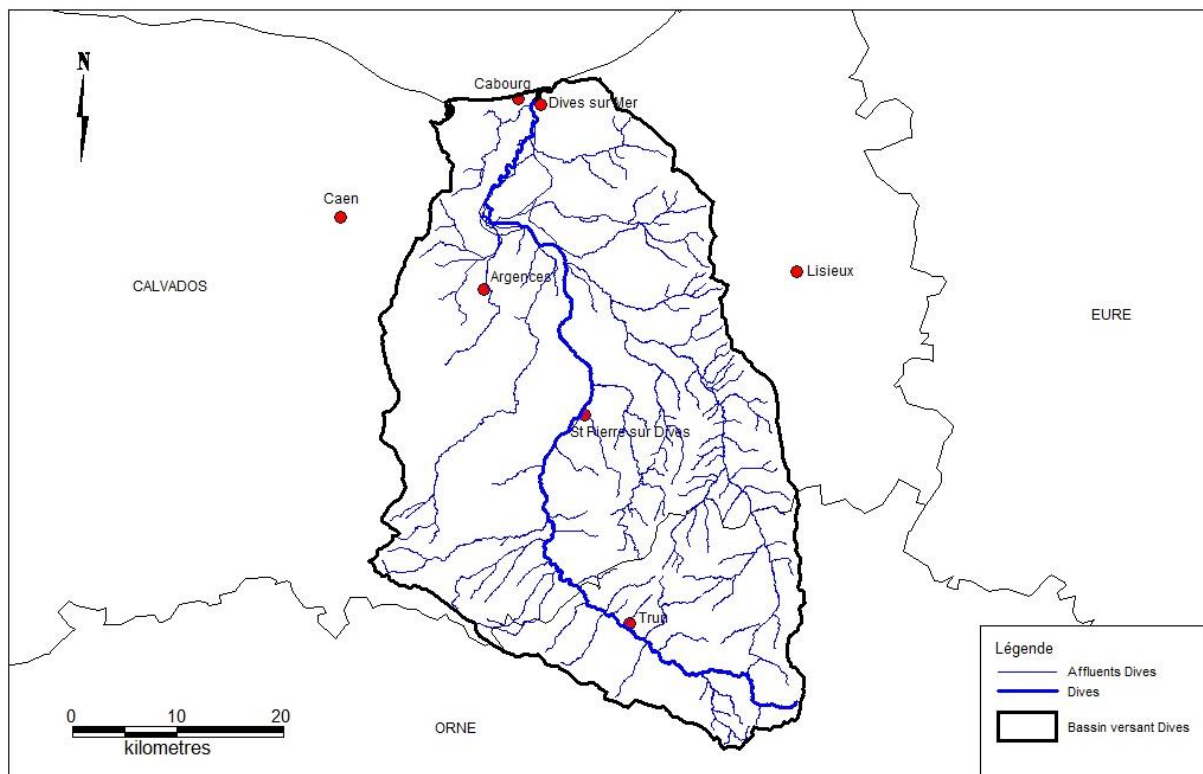 N
Cabourg
Dives sur Mer
Caen
Lisieux
Argences
CALVADOS
EURE
St Pierre sur Dives
Trun
Légende
Affluents Dives
Dives
Bassin versant Dives
0 10 20
kilometres
ORNE